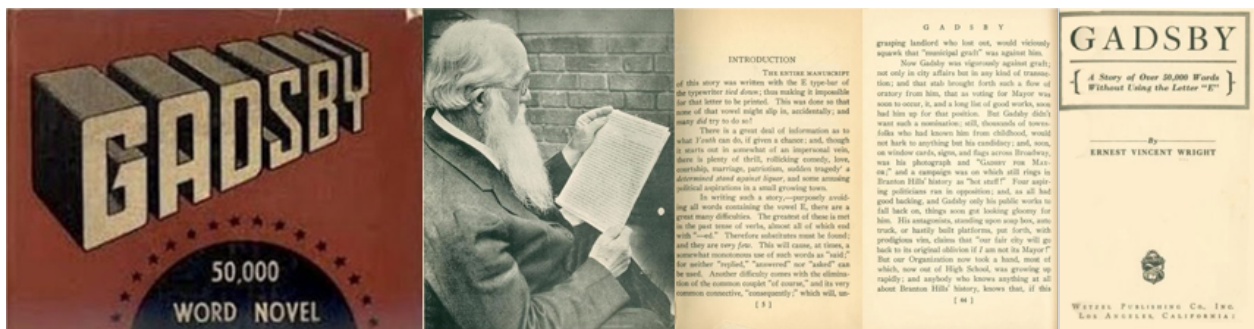 GADSBY
50,000
WORD NOVEL
INTRODUCTION
THE ENTIRE MANUSCRIPT
of this story was written with the E type-bar of
the typewriter tied down; thus making it impossible
for that letter to be printed. This was done so that
none of that vowel might slip in, accidentally; and
many did try to do so!
There is a great deal of information as to
what Youth can do, if given a chance; and, though
it starts out in somewhat of an impersonal vein,
there is plenty of thrill, rollicking comedy, love,
courtship, marriage, patriotism, sudden tragedy'a
determined stand against liquor, and some amusing
political aspirations in a small growing town.
In writing such a story,—purposely avoid-
ing all words containing the vowel E, there are a
great many difficulties. The greatest of these is met
in the past tense of verbs, almost all of which end
with "—ed." Therefore substitutes must be found;
and they are very few. This will cause, at times, a
somewhat monotonous use of such words as "said;"
for neither "replied," "answered" nor "asked" can
be used. Another difficulty comes with the elimina-
tion of the common couplet "of course," and its very
common connective, "consequently;" which will, un-
[ 5 ]
GADSBY
grasping landlord who lost out, would viciously
squawk that "municipal graft" was against him.
Now Gadsby was vigorously against graft;
not only in city affairs but in any kind of transac-
tion; and that stab brought forth such a flow of
oratory from him, that as voting for Mayor was
soon to occur, it, and a long list of good works, soon
had him up for that position. But Gadsby didn't
want such a nomination; still, thousands of towns-
folks who had known him from childhood, would
not hark to anything but his candidacy; and, soon,
on window cards, signs, and flags across Broadway,
was his photograph and "GADSBY FOR MAY-
OR;" and a campaign was on which still rings in
Branton Hills' history as "hot stuff!" Four aspir-
ing politicians ran in opposition; and, as all had
good backing, and Gadsby only his public works to
fall back on, things soon got looking gloomy for
him. His antagonists, standing upon soap box, auto
truck, or hastily built platforms, put forth, with
prodigious vim, claims that "our fair city will go
back to its original oblivion if I am not its Mayor!"
But our Organization now took a hand, most of
which, now out of High School, was growing up
rapidly; and anybody who knows anything at all
about Branton Hills' history, knows that, if this
[ 44 ]
GADSBY
A Story of Over 50,000 Words
Without Using the Letter "E"
By
ERNEST VINCENT WRIGHT
WETZEL PUBLISHING CO., INC.
LOS ANGELES, CALIFORNIA